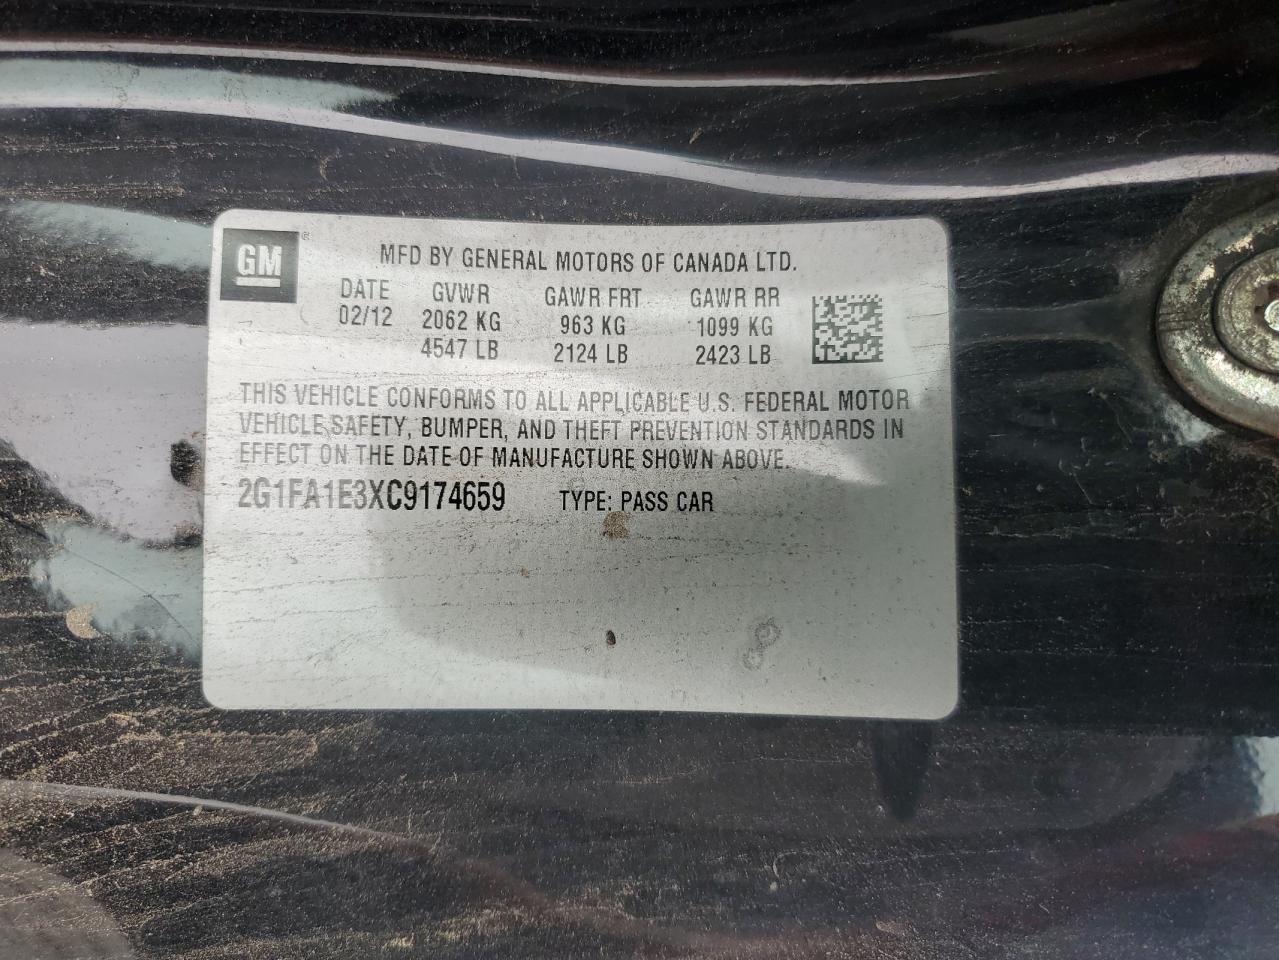 GM ®
MFD BY GENERAL MOTORS OF CANADA LTD.
DATE GVWR GAWR FRT GAWR RR
02/12 2062 KG 963 KG 1099 KG
4547 LB 2124 LB 2423 LB
THIS VEHICLE CONFORMS TO ALL APPLICABLE U.S. FEDERAL MOTOR
VEHICLE SAFETY, BUMPER, AND THEFT PREVENTION STANDARDS IN
EFFECT ON THE DATE OF MANUFACTURE SHOWN ABOVE.
2G1FA1E3XC9174659 TYPE: PASS CAR